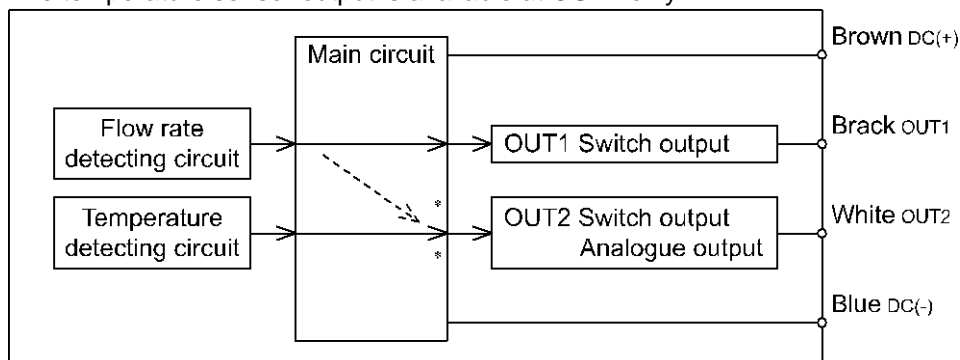 Main circuit
Brown DC(+)
Flow rate
detecting circuit
OUT1 Switch output
Brack OUT1
*
Temperature
detecting circuit
OUT2 Switch output
Analogue output
White OUT2
*
Blue DC(-)